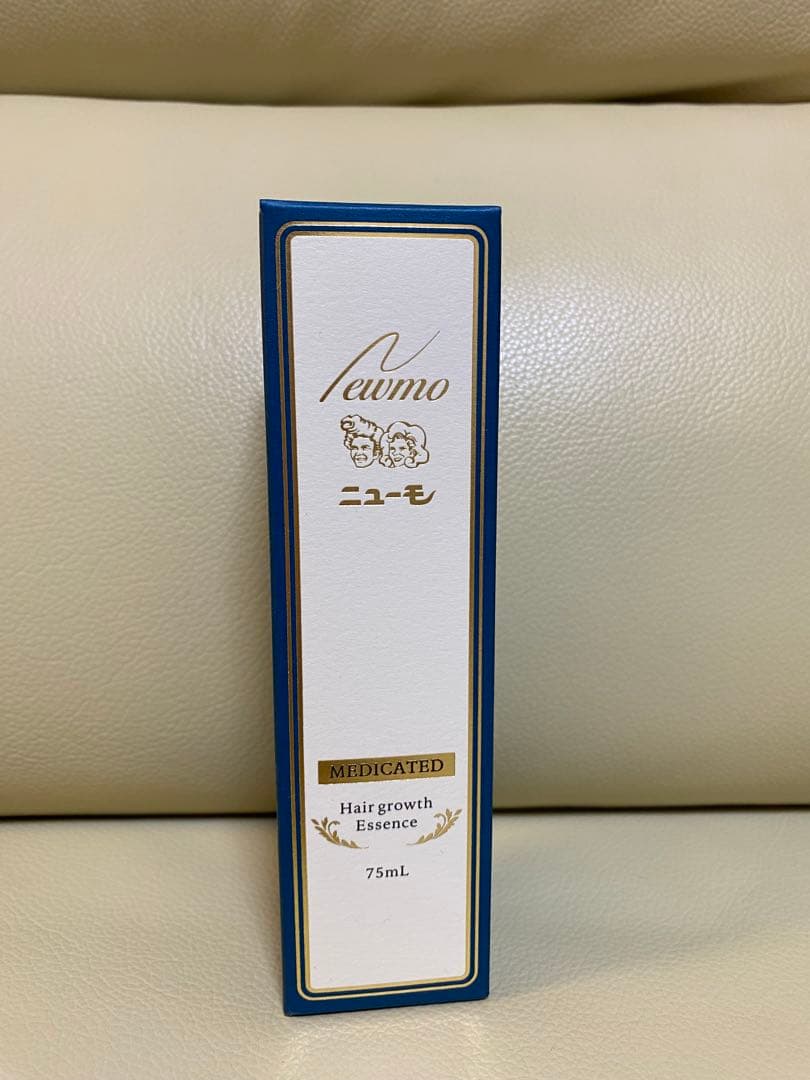 Newmo
ニューモ
MEDICATED
Hair growth
Essence
75mL